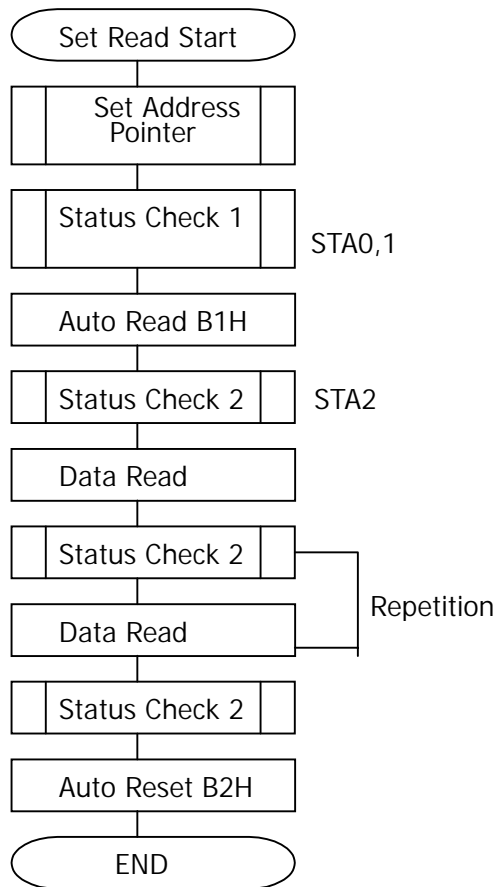 Set Read Start
Set Address
Pointer
Status Check 1
STA0,1
Auto Read B1H
Status Check 2
STA2
Data Read
Status Check 2
Repetition
Data Read
Status Check 2
Auto Reset B2H
END